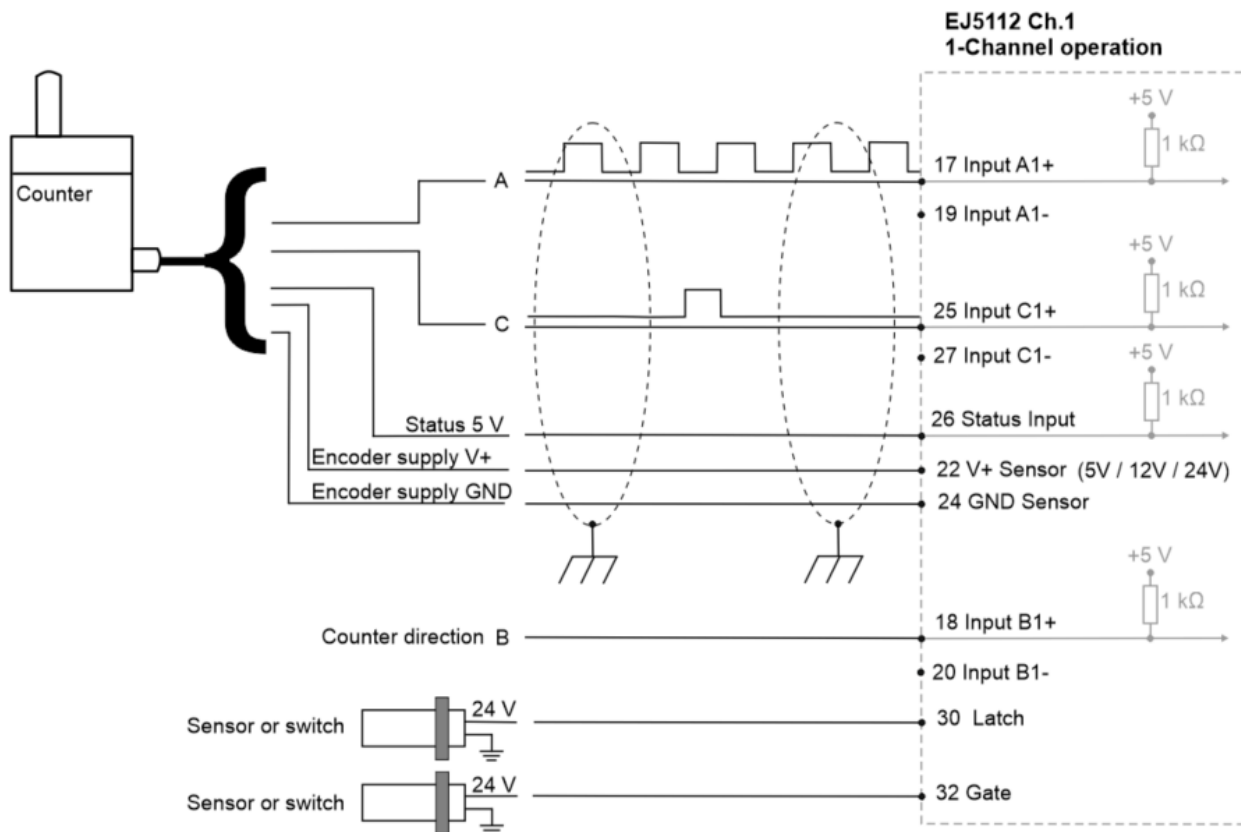 EJ5112 Ch.1
1-Channel operation
Counter
+5 V
1 kΩ
A
17 Input A1+
19 Input A1-
+5 V
1 kΩ
C
25 Input C1+
27 Input C1-
+5 V
1 kΩ
Status 5 V
26 Status Input
Encoder supply V+
22 V+ Sensor (5V / 12V / 24V)
Encoder supply GND
24 GND Sensor
+5 V
1 kΩ
Counter direction B
18 Input B1+
20 Input B1-
Sensor or switch
24 V
30 Latch
Sensor or switch
24 V
32 Gate